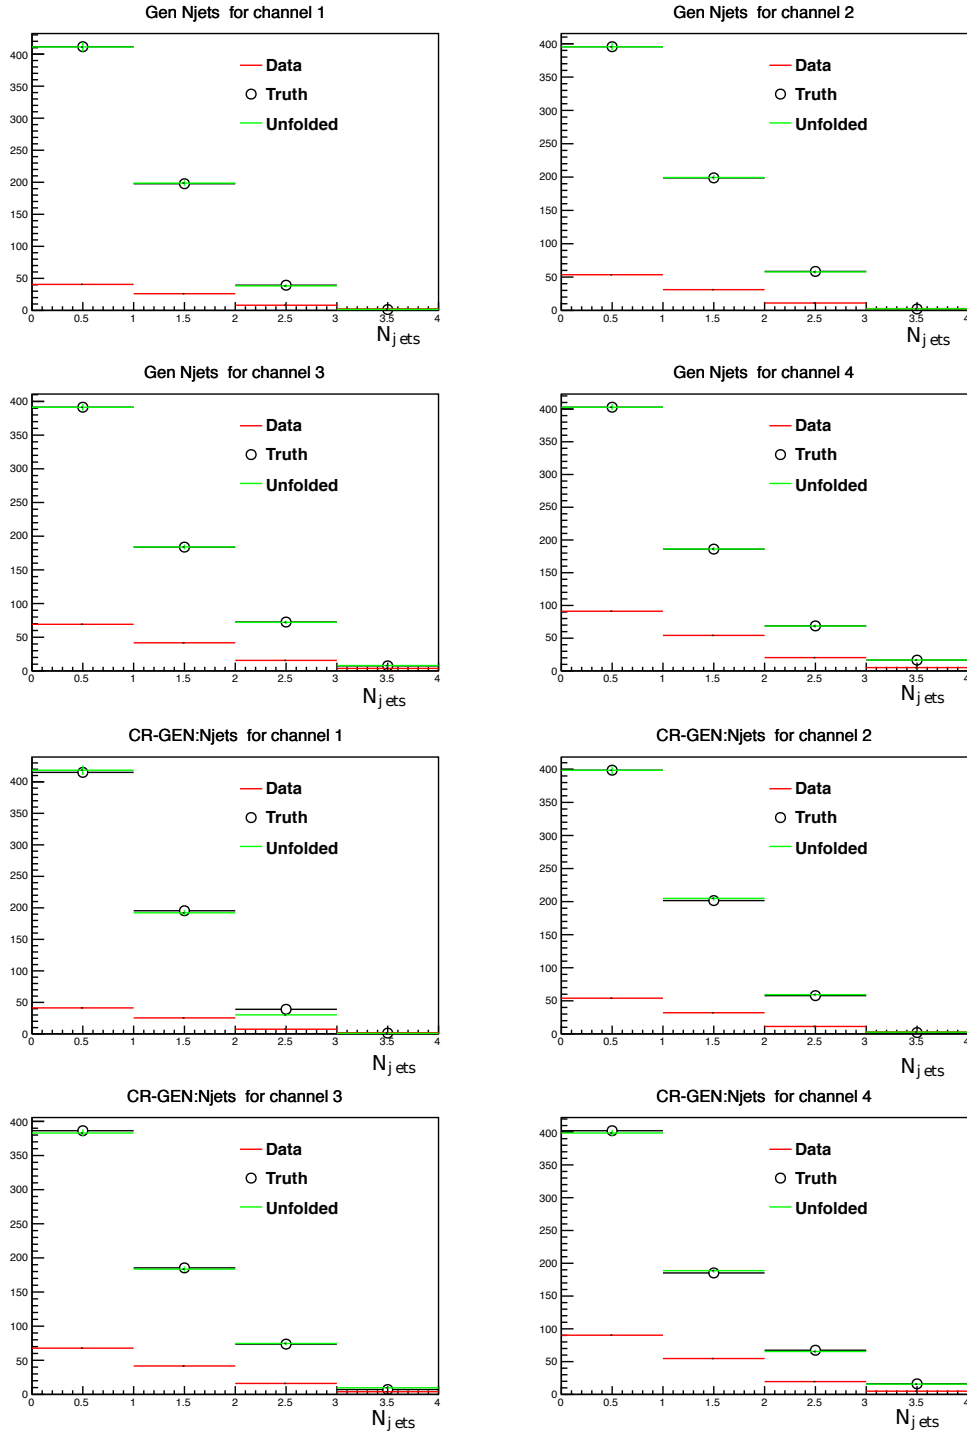 Gen Njets for channel 1
400
300
200
100
0
0 0.5 1 1.5 2 2.5 3 3.5 4
Data
Truth
Unfolded
Njets
Gen Njets for channel 2
400
350
300
250
200
150
100
50
0
0 0.5 1 1.5 2 2.5 3 3.5 4
Data
Truth
Unfolded
Njets
Gen Njets for channel 3
400
350
300
250
200
150
100
50
0
0 0.5 1 1.5 2 2.5 3 3.5 4
Data
Truth
Unfolded
Njets
Gen Njets for channel 4
400
350
300
250
200
150
100
50
0
0 0.5 1 1.5 2 2.5 3 3.5 4
Data
Truth
Unfolded
Njets
CR-GEN:Njets for channel 1
400
350
300
250
200
150
100
50
0
0 0.5 1 1.5 2 2.5 3 3.5 4
Data
Truth
Unfolded
Njets
CR-GEN:Njets for channel 2
400
350
300
250
200
150
100
50
0
0 0.5 1 1.5 2 2.5 3 3.5 4
Data
Truth
Unfolded
Njets
CR-GEN:Njets for channel 3
400
350
300
250
200
150
100
50
0
0 0.5 1 1.5 2 2.5 3 3.5 4
Data
Truth
Unfolded
Njets
CR-GEN:Njets for channel 4
400
350
300
250
200
150
100
50
0
0 0.5 1 1.5 2 2.5 3 3.5 4
Data
Truth
Unfolded
Njets